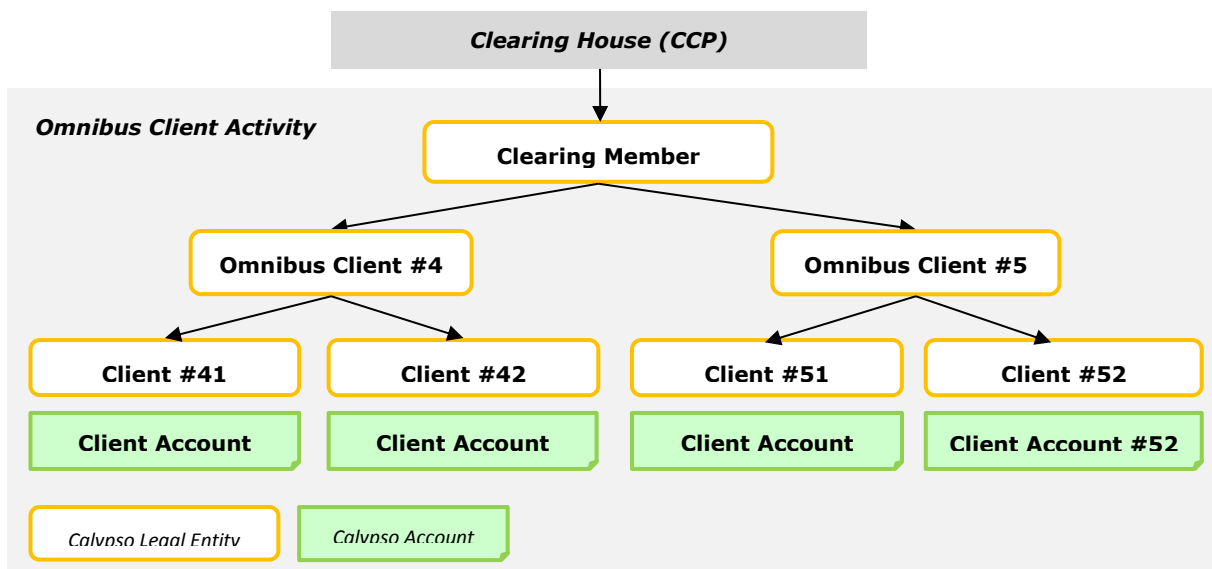 Clearing House (CCP)
Omnibus Client Activity
Clearing Member
Omnibus Client #4
Omnibus Client #5
Client #41
Client #42
Client #51
Client #52
Client Account
Client Account
Client Account
Client Account #52
Calypso Legal Entity
Calypso Account